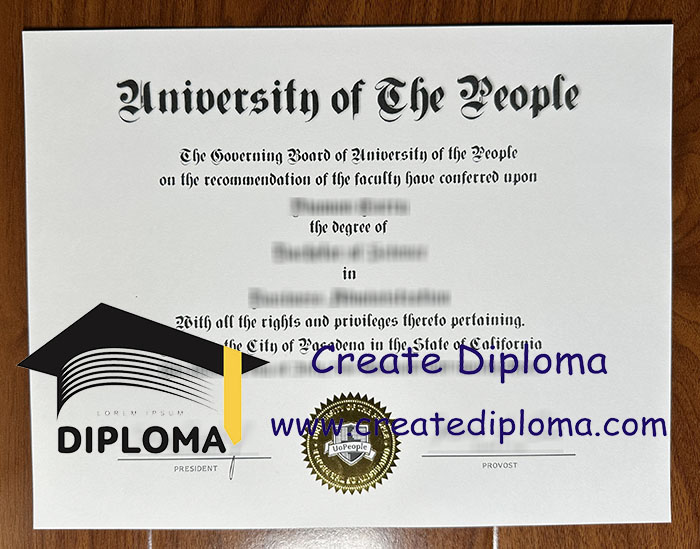 University of The People
The Governing Board of University of the People
on the recommendation of the faculty have conferred upon
the degree of
in
With all the rights and privileges thereto pertaining.
the City of Pasadena in the State of California
Create Diploma
LOREM IPSUM
DIPLOMA
www.creatediploma.com
UoPeople
PRESIDENT
PROVOST